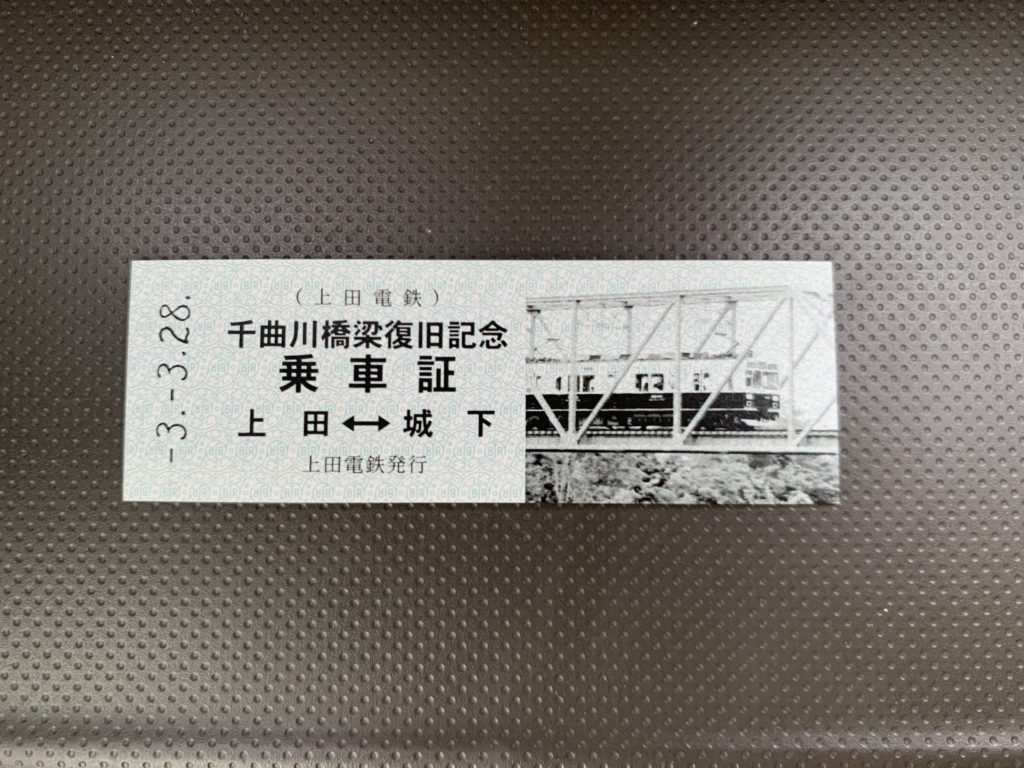 -3.-3.28.
（上田電鉄）
千曲川橋梁復旧記念
乗車証
上田↔城下
上田電鉄発行